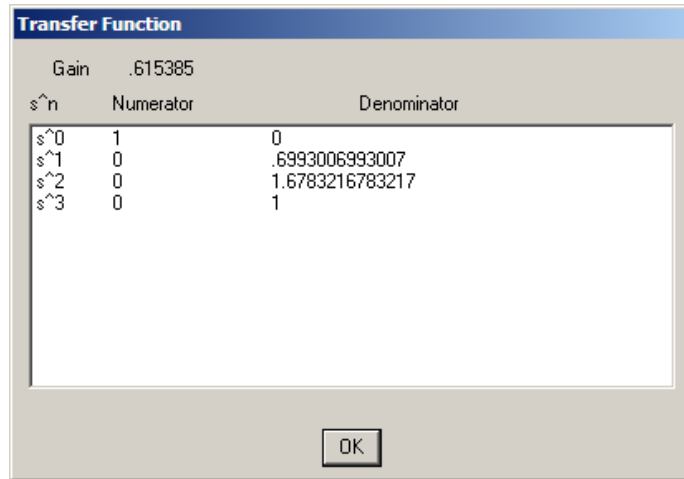 Transfer Function
Gain .615385
s^n Numerator Denominator
s^0 1 0
s^1 0 .6993006993007
s^2 0 1.6783216783217
s^3 0 1
OK